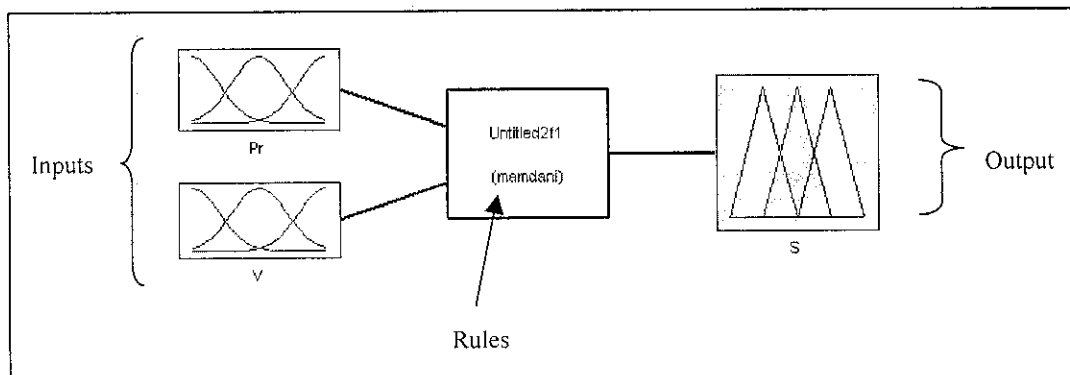 Inputs
Pr
V
Untitled2f1
(mamdani)
Rules
S
Output